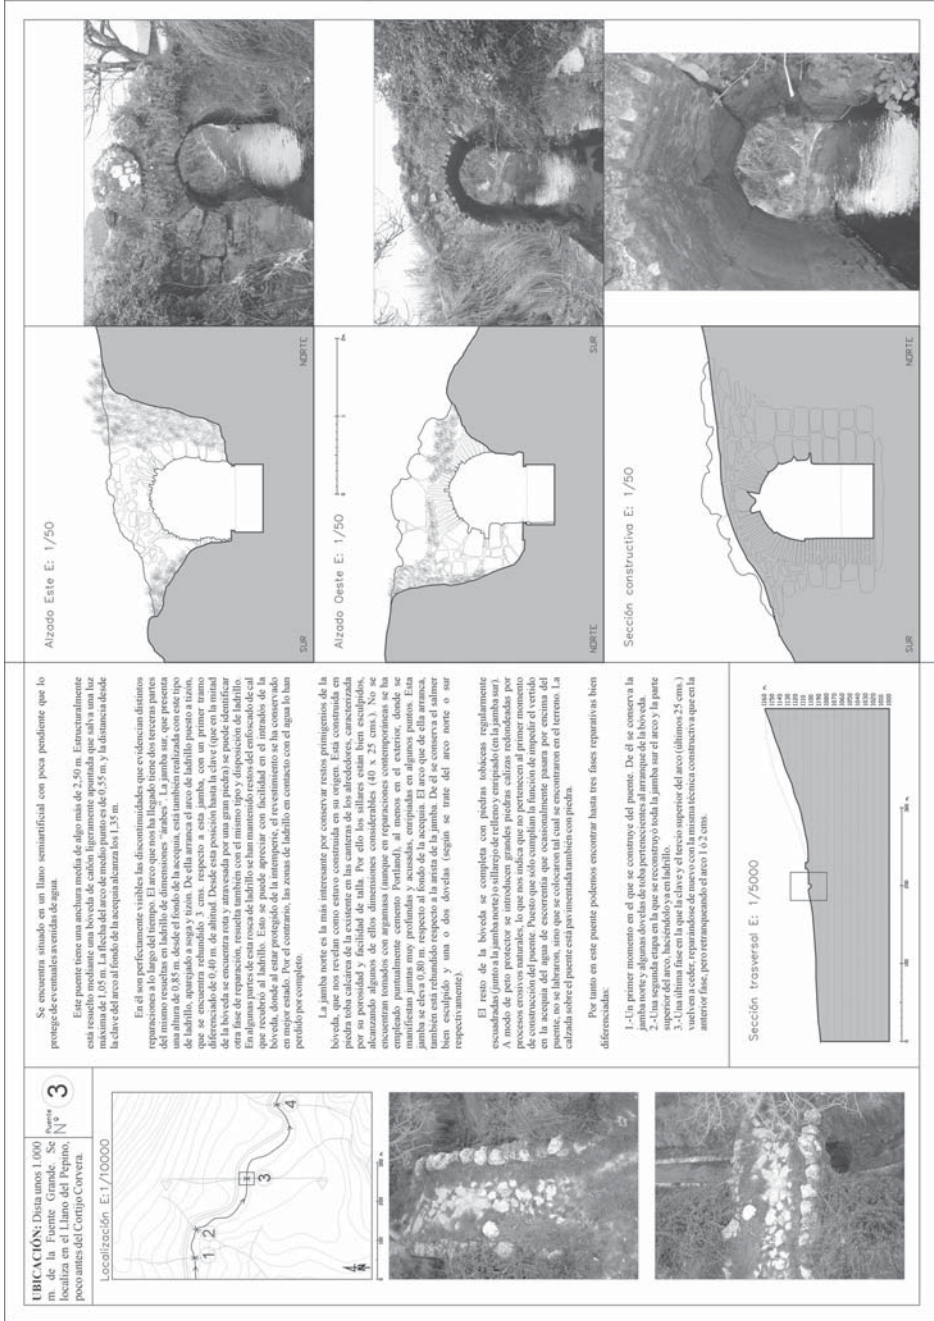 UBICACIÓN: Dista unos 1.000
m. de la Fuente Grande. Se
localiza en el Llano del Pepino,
poco antes del Cortijo Corvera.
Puente
Nº 3
Localización E:1/10000
1
2
3
4
N
Se encuentra situado en un llano semiartificial con poca pendiente que lo
protege de eventuales avenidas de agua.
Este puente tiene una anchura media de algo más de 2,50 m. Estructuralmente
está resuelto mediante una bóveda de cañón ligeramente apuntada que salva una luz
máxima de 1,05 m. La flecha del arco de medio punto es de 0,55 m. y la distancia desde
la clave del arco al fondo de la acequia alcanza los 1,35 m.
En el son perfectamente visibles las discontinuidades que evidencian distintos
reparaciones a lo largo del tiempo. El arco que nos ha llegado tiene dos terceras partes
del mismo resueltas en ladrillo de dimensiones "árabes". La jamba sur, que presenta
una altura de 0,85 m. desde el fondo de la acequia, está también realizada con este tipo
de ladrillo, aparejado a soga y tizón. De ella arranca el arco de ladrillo puesto a tizón,
que se encuentra rehundido 3 cms. respecto a esta jamba, con un primer tramo
diferenciado de 0,40 m. de altitud. Desde esta posición hasta la clave (que en la mitad
de la bóveda se encuentra rota y atravesada por una gran piedra) se puede identificar
otra fase de reparación, resuelta también con el mismo tipo y disposición de ladrillo.
En algunas partes de esta rosca de ladrillo se han mantenido restos del enfoscado de cal
que recubrió al ladrillo. Esto se puede apreciar con facilidad en el intradós de la
bóveda, donde al estar protegido de la intemperie, el revestimiento se ha conservado
en mejor estado. Por el contrario, las zonas de ladrillo en contacto con el agua lo han
perdido por completo.
La jamba norte es la más interesante por conservar restos primigenios de la
bóveda, que nos revelan como estuvo construida en su origen. Está construida en
piedra toba calcárea de la existente en las canteras de los alrededores, caracterizada
por su porosidad y facilidad de talla. Por ello los sillares están bien esculpidos,
alcanzando algunos de ellos dimensiones considerables (40 x 25 cms.). No se
encuentran tomados con argamasa (aunque en reparaciones contemporáneas se ha
empleado puntualmente cemento Portland), al menos en el exterior, donde se
manifiestan juntas muy profundas y acusadas, enripiadas en algunos puntos. Esta
jamba se eleva 0,80 m. respecto al fondo de la acequia. El arco que de ella arranca,
también está rehundido respecto a la arista de la jamba. De él se conserva el salmer
bien esculpido y una o dos dovelas (según se trate del arco norte o sur
respectivamente).
El resto de la bóveda se completa con piedras tobáceas regularmente
escuadradas (junto a la jamba norte) o sillarejo de relleno y enripiado (en la jamba sur).
A modo de peto protector se introducen grandes piedras calizas redondeadas por
procesos erosivos naturales, lo que nos indica que no pertenecen al primer momento
de construcción del puente. Puesto que sólo cumplían la función de impedir el vertido
en la acequia del agua de escorrentía que ocasionalmente pasara por encima del
puente, no se labraron, sino que se colocaron tal cual se encontraron en el terreno. La
calzada sobre el puente está pavimentada también con piedra.
Por tanto en este puente podemos encontrar hasta tres fases reparativas bien
diferenciadas:
1.-Un primer momento en el que se construye del puente. De él se conserva la
jamba norte y algunas dovelas de toba pertenecientes al arranque de la bóveda.
2.-Una segunda etapa en la que se reconstruyó toda la jamba sur el arco y la parte
superior del arco, haciéndolo ya en ladrillo.
3.-Una última fase en la que la clave y el tercio superior del arco (últimos 25 cms.)
vuelven a ceder, reparándose de nuevo con la misma técnica constructiva que en la
anterior fase, pero retranqueando el arco 1 ó 2 cms.
Sección trasversal E: 1/5000
Alzado Este E: 1/50
SUR
NORTE
Alzado Oeste E: 1/50
NORTE
SUR
Sección constructiva E: 1/50
SUR
NORTE